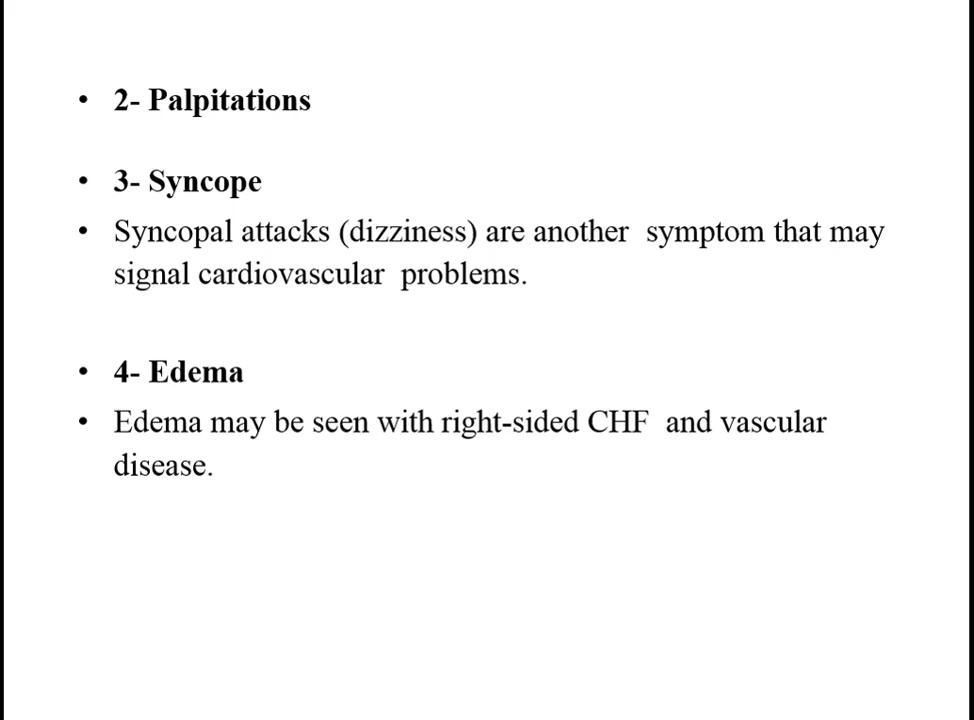 • 2- Palpitations
• 3- Syncope
• Syncopal attacks (dizziness) are another  symptom that may
signal cardiovascular  problems.
• 4- Edema
• Edema may be seen with right-sided CHF  and vascular
disease.